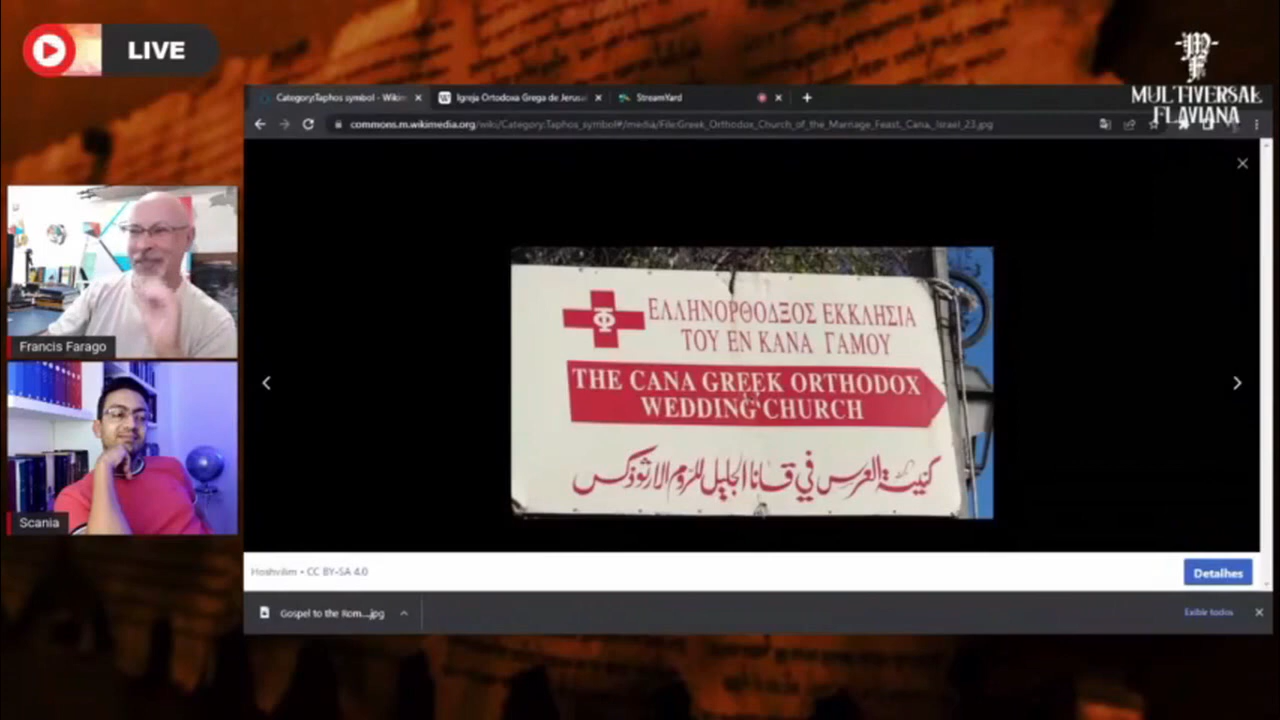 LIVE
MULTIVERSAL
FLAVIANA
Category:Taphos symbol - Wikim
Igreja Ortodoxa Grega de Jerusa
StreamYard
commons.m.wikimedia.org/wiki/Category:Taphos_symbol#/media/File:Greek_Orthodox_Church_of_the_Marriage_Feast,_Cana,_Israel_23.jpg
Francis Farago
Scania
Φ
ΕΛΛΗΝΟΡΘΟΔΞΟΣ ΕΚΚΛΗΣΙΑ
ΤΟΥ ΕΝ ΚΑΝΑ ΓΑΜΟΥ
THE CANA GREEK ORTHODOX
WEDDING CHURCH
كنيسة العرس في قانا الجليل للروم الارثوذكس
Hoshvilim • CC BY-SA 4.0
Detalhes
Gospel to the Rom....jpg
Exibir todos